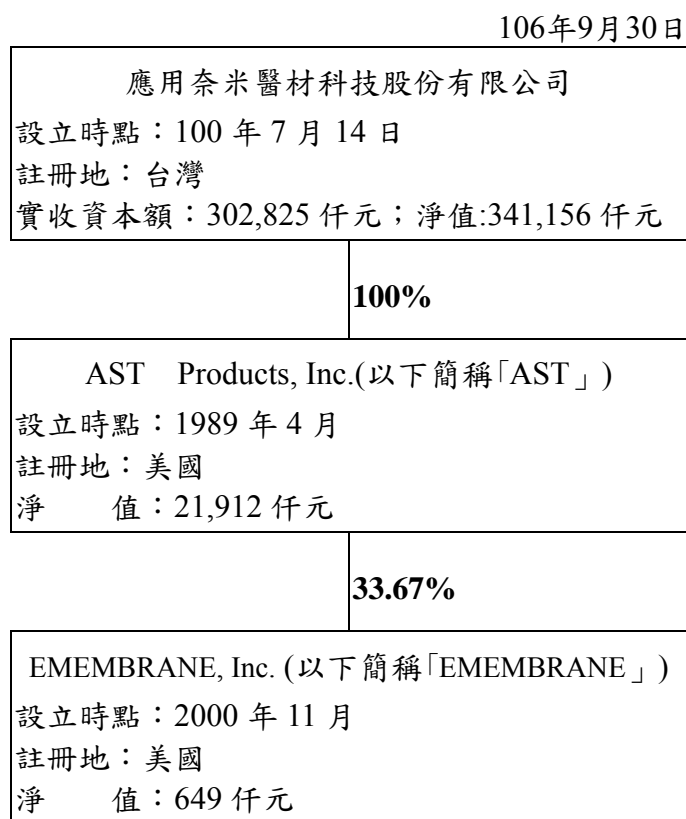 106年9月30日
應用奈米醫材科技股份有限公司
設立時點：100 年 7 月 14 日
註冊地：台灣
實收資本額：302,825 仟元；淨值:341,156 仟元
100%
AST Products, Inc.(以下簡稱「AST」)
設立時點：1989 年 4 月
註冊地：美國
淨 值：21,912 仟元
33.67%
EMEMBRANE, Inc. (以下簡稱「EMEMBRANE」)
設立時點：2000 年 11 月
註冊地：美國
淨 值：649 仟元